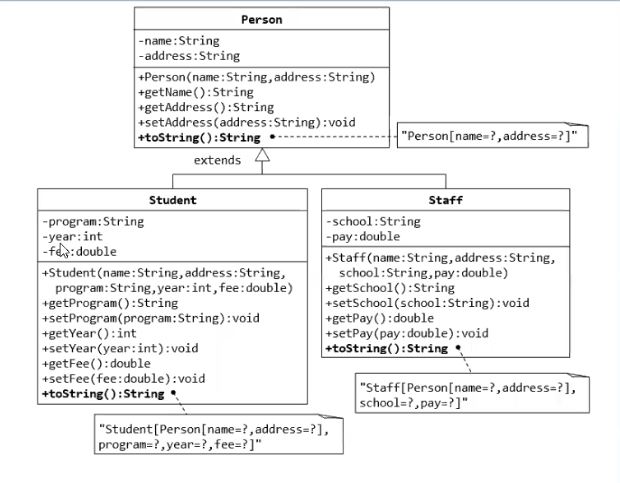 Person
-name:String
-address:String
+Person(name:String,address:String)
+getName():String
+getAddress():String
+setAddress(address:String):void
+toString():String
"Person[name=?,address=?]"
extends
Student
-program:String
-year:int
-fee:double
+Student(name:String,address:String,
program:String,year:int,fee:double)
+getProgram():String
+setProgram(program:String):void
+getYear():int
+setYear(year:int):void
+getFee():double
+setFee(fee:double):void
+toString():String
"Student[Person[name=?,address=?],
program=?,year=?,fee=?]"
Staff
-school:String
-pay:double
+Staff(name:String,address:String,
school:String,pay:double)
+getSchool():String
+setSchool(school:String):void
+getPay():double
+setPay(pay:double):void
+toString():String
"Staff[Person[name=?,address=?],
school=?,pay=?]"